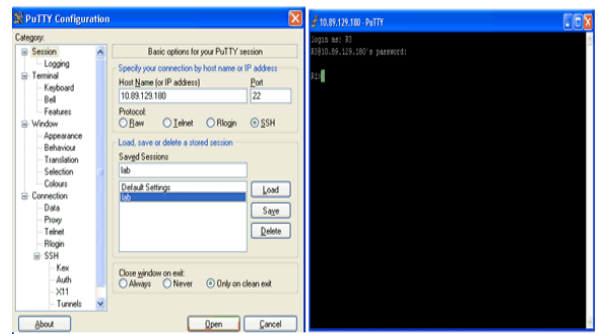 PuTTY Configuration
Category:
Session
Logging
Terminal
Keyboard
Bell
Features
Window
Appearance
Behaviour
Translation
Selection
Colours
Connection
Data
Proxy
Telnet
Rlogin
SSH
Kex
Auth
X11
Tunnels
Basic options for your PuTTY session
Specify your connection by host name or IP address
Host Name (or IP address) Port
10.89.129.180 22
Protocol:
Raw Telnet Rlogin SSH
Load, save or delete a stored session
Saved Sessions
lab
Default Settings
lab
Load
Save
Delete
Close window on exit:
Always Never Only on clean exit
About Open Cancel
10.89.129.180 - PuTTY
login as: R3
R3@10.89.129.180's password:
R1>